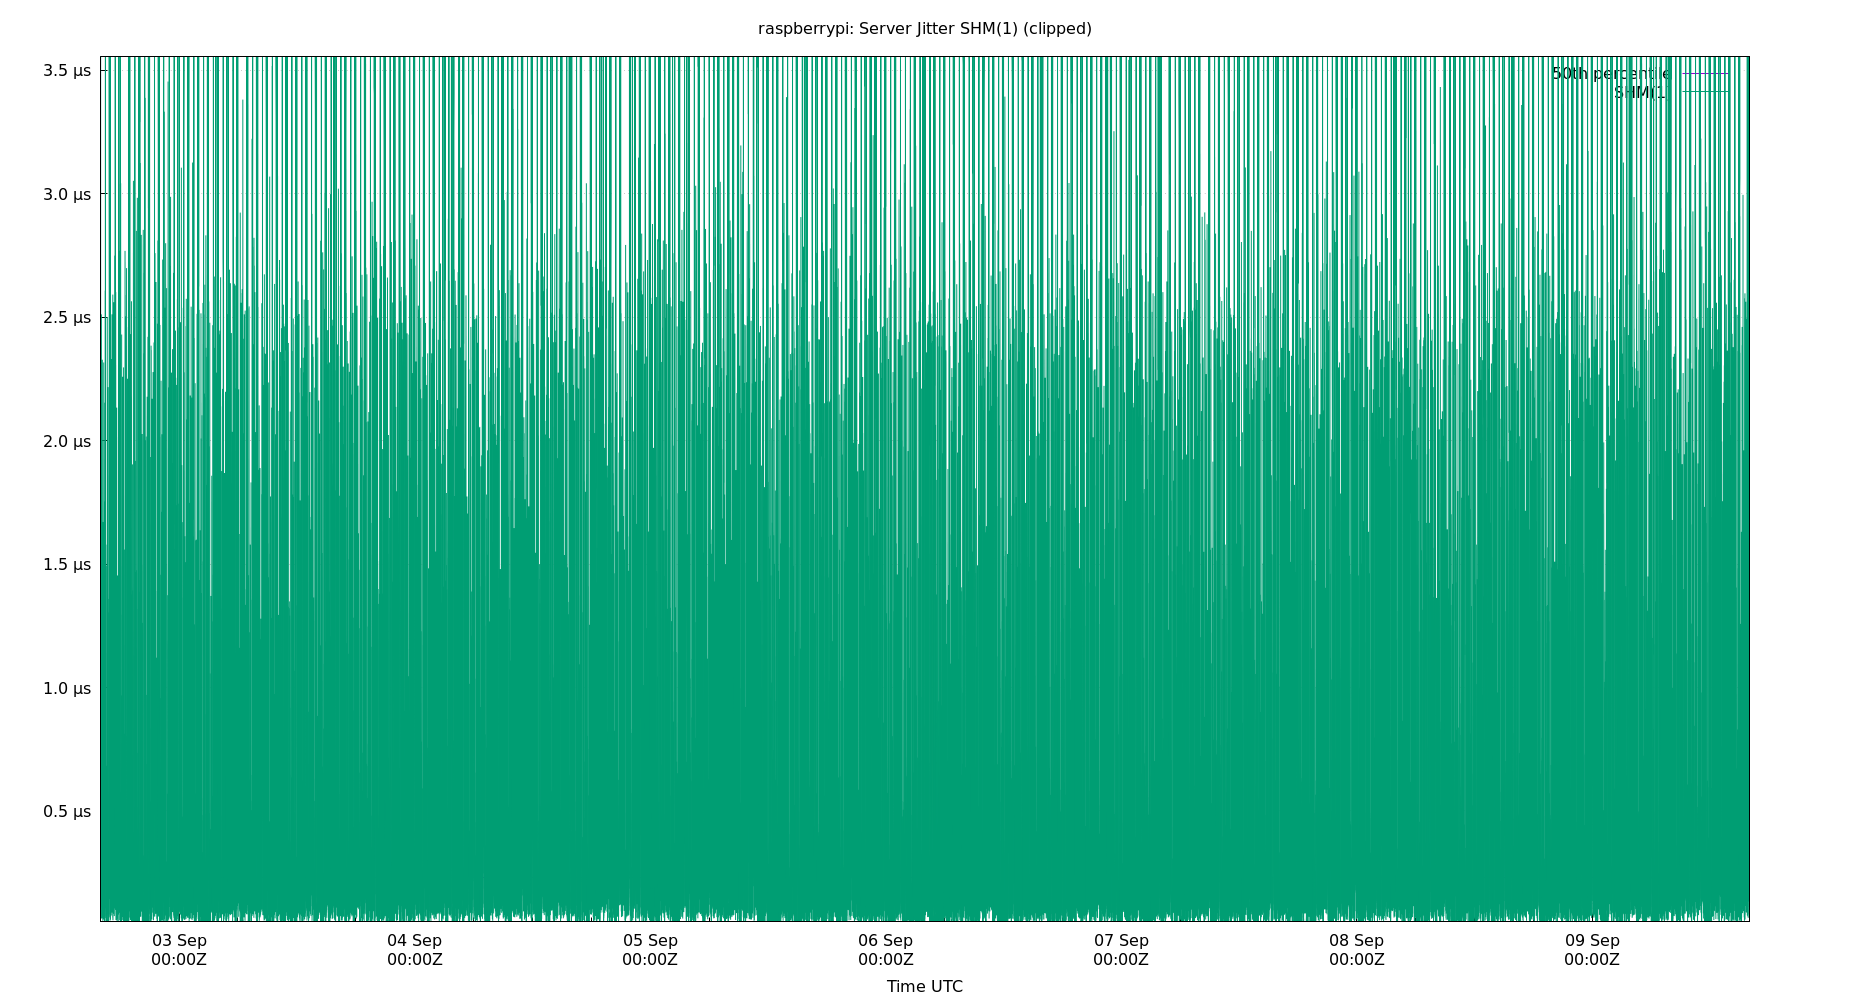 raspberrypi: Server Jitter SHM(1) (clipped)
3.5 μs
50th percentile
SHM(1)
3.0 μs
2.5 μs
2.0 μs
1.5 μs
1.0 μs
0.5 μs
03 Sep 04 Sep 05 Sep 06 Sep 07 Sep 08 Sep 09 Sep
00:00Z 00:00Z 00:00Z 00:00Z 00:00Z 00:00Z 00:00Z
Time UTC